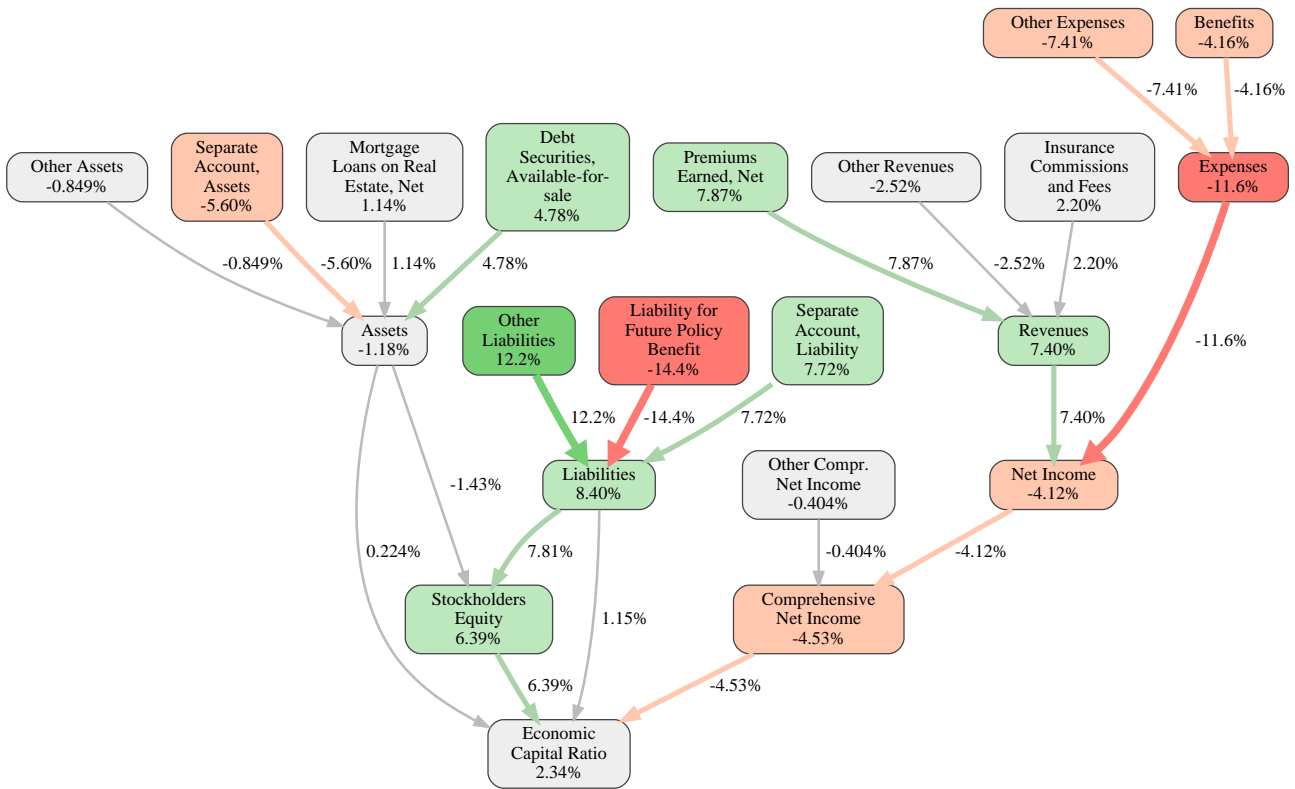 Other Expenses
-7.41%
Benefits
-4.16%
-7.41%
-4.16%
Other Assets
-0.849%
Separate
Account,
Assets
-5.60%
Mortgage
Loans on Real
Estate, Net
1.14%
Debt
Securities,
Available-for-
sale
4.78%
Premiums
Earned, Net
7.87%
Other Revenues
-2.52%
Insurance
Commissions
and Fees
2.20%
Expenses
-11.6%
-0.849%
-5.60%
1.14%
4.78%
7.87%
-2.52%
2.20%
Assets
-1.18%
Other
Liabilities
12.2%
Liability for
Future Policy
Benefit
-14.4%
Separate
Account,
Liability
7.72%
Revenues
7.40%
-11.6%
12.2%
-14.4%
7.72%
7.40%
-1.43%
Liabilities
8.40%
Other Compr.
Net Income
-0.404%
Net Income
-4.12%
0.224%
7.81%
-0.404%
-4.12%
Stockholders
Equity
6.39%
1.15%
Comprehensive
Net Income
-4.53%
6.39%
-4.53%
Economic
Capital Ratio
2.34%